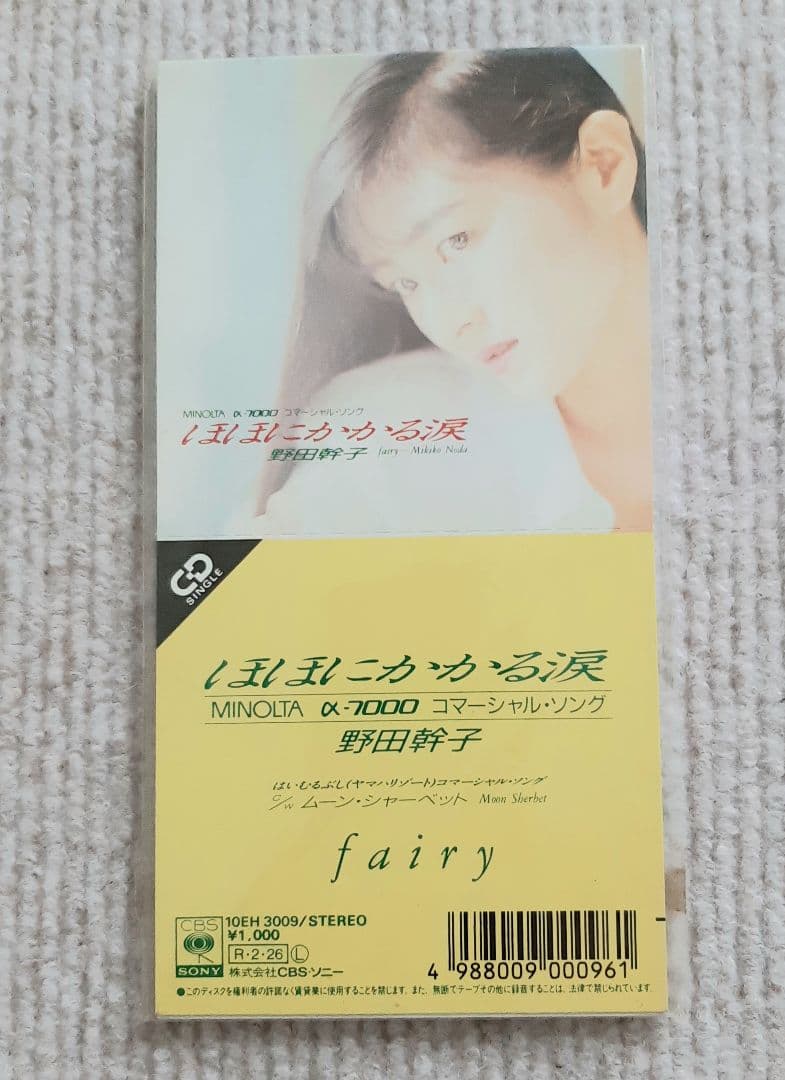 MINOLTA α-7000 コマーシャル・ソング
ほほにかかる涙
野田幹子 fairy—Mikiko Noda
CD
SINGLE
ほほにかかる涙
MINOLTA α-7000 コマーシャル・ソング
野田幹子
はいむるぶし(ヤマハリゾート)コマーシャル・ソング
c/w ムーン・シャーベット Moon Sherbet
fairy
CBS
SONY
10EH 3009/STEREO
¥1,000
R・2・26 L
株式会社CBS・ソニー
4 988009 000961
●このディスクを権利者の許諾なく賃貸業に使用することを禁じます。また、無断でテープその他に録音することは、法律で禁じられています。